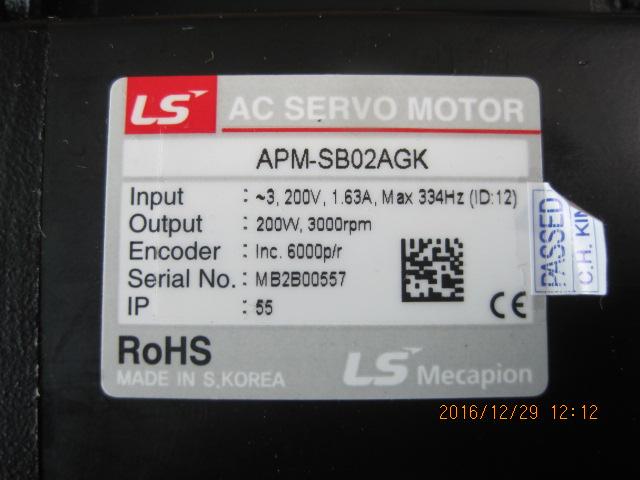 LS AC SERVO MOTOR
APM-SB02AGK
Input : ~3, 200V, 1.63A, Max 334Hz (ID:12)
Output : 200W, 3000rpm
Encoder : Inc. 6000p/r
Serial No. : MB2B00557
IP : 55
CE
PASSED
C.H. KIN
RoHS
MADE IN S.KOREA
LS Mecapion
2016/12/29 12:12